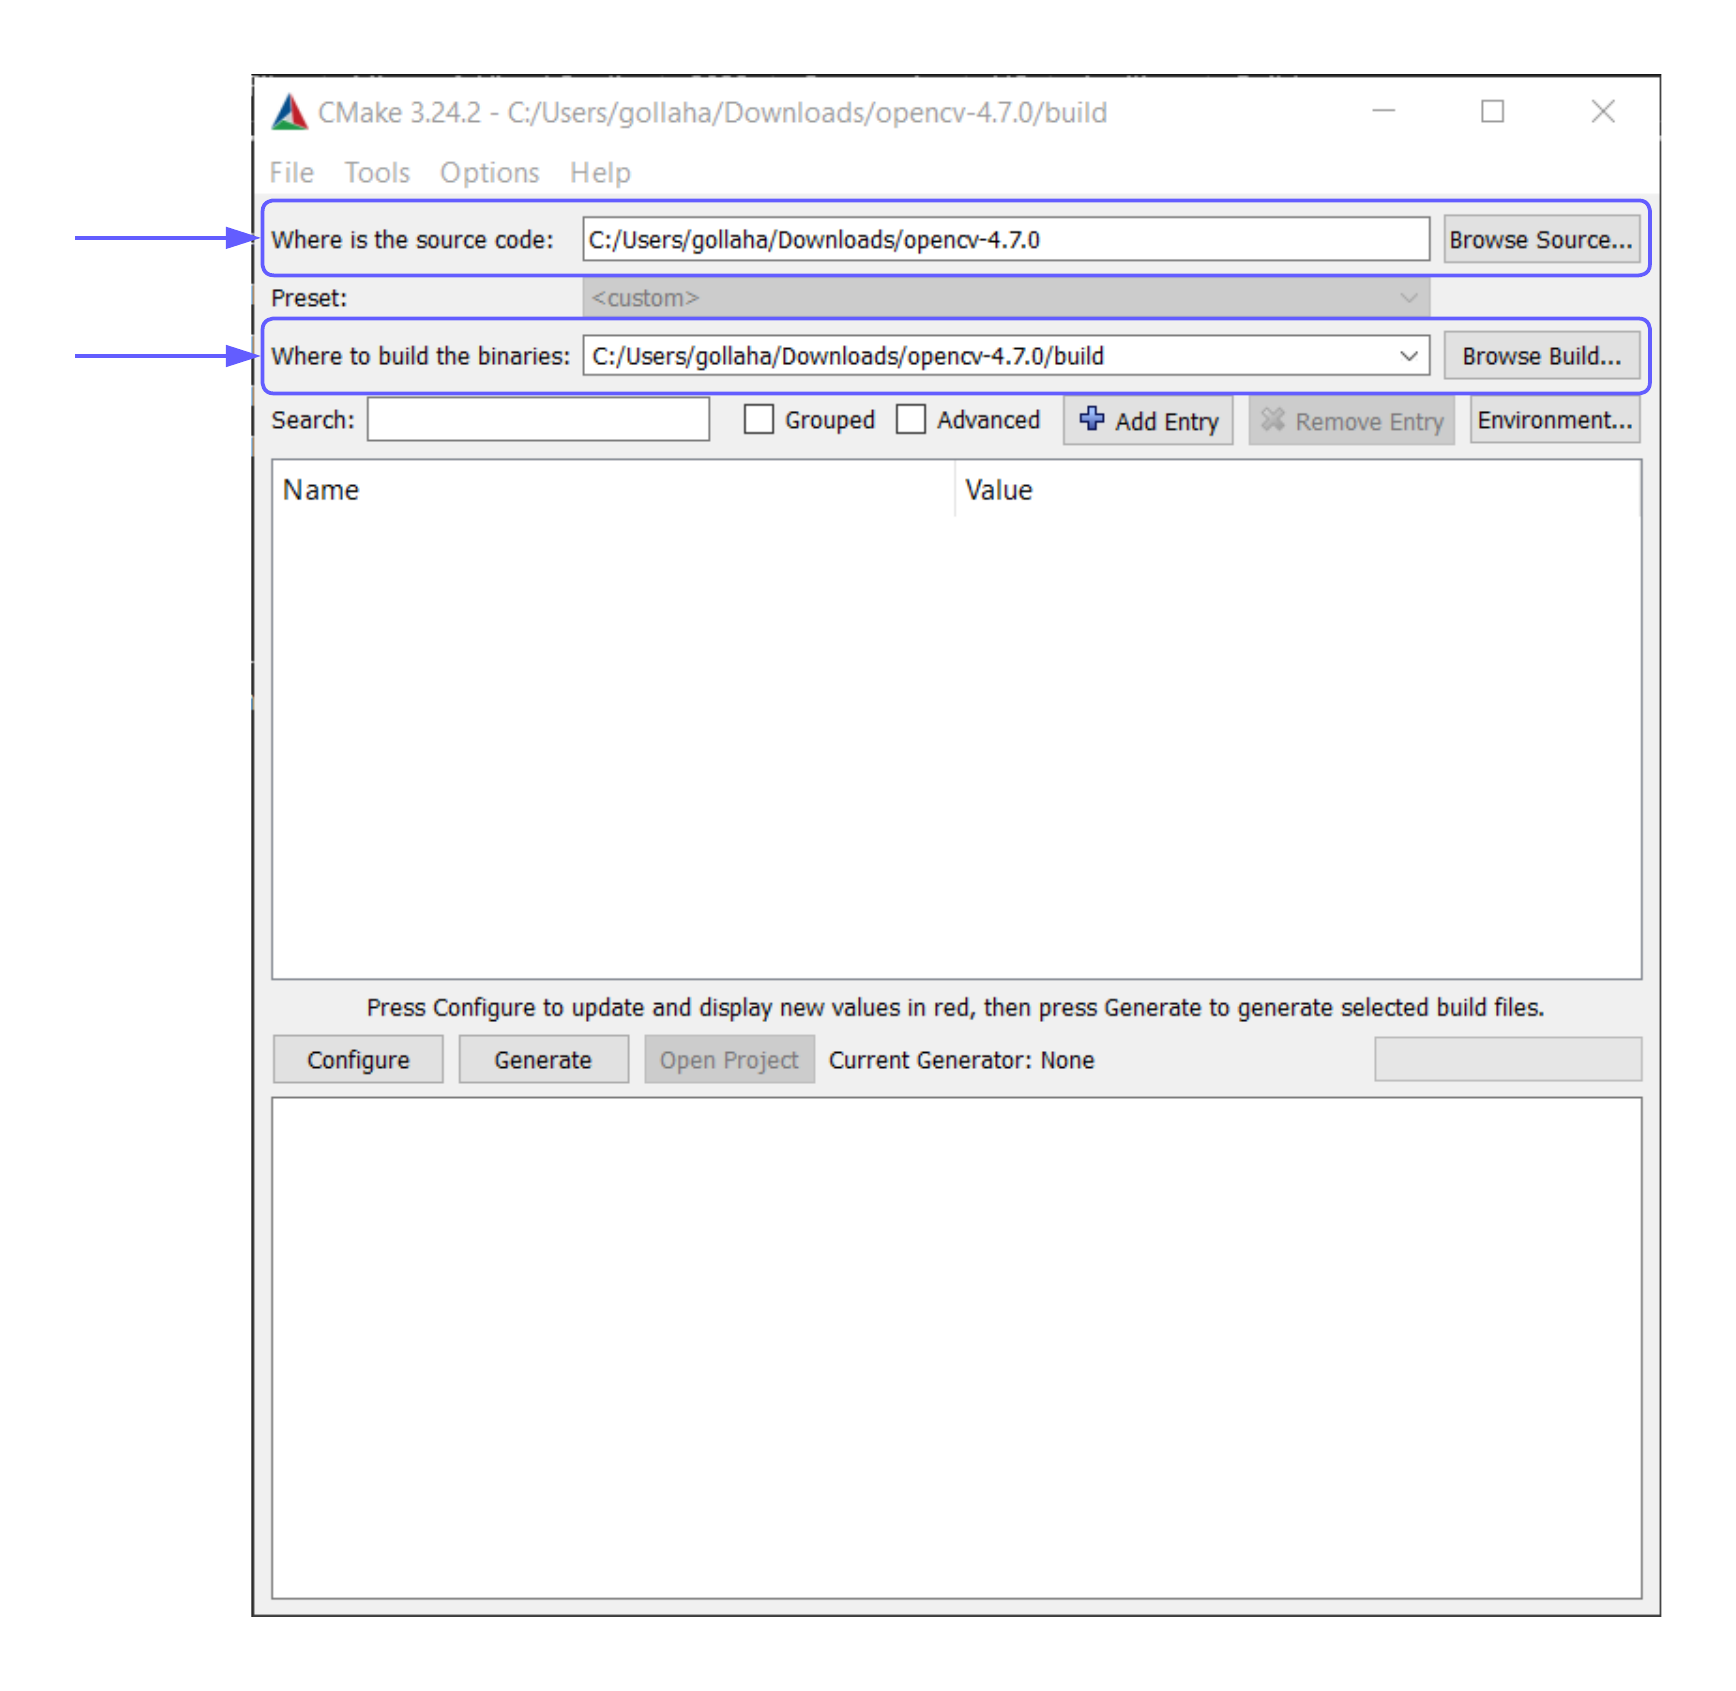 CMake 3.24.2 - C:/Users/gollaha/Downloads/opencv-4.7.0/build
File Tools Options Help
Where is the source code: C:/Users/gollaha/Downloads/opencv-4.7.0 Browse Source...
Preset: <custom>
Where to build the binaries: C:/Users/gollaha/Downloads/opencv-4.7.0/build Browse Build...
Search: Grouped Advanced Add Entry Remove Entry Environment...
Name Value
Press Configure to update and display new values in red, then press Generate to generate selected build files.
Configure Generate Open Project Current Generator: None